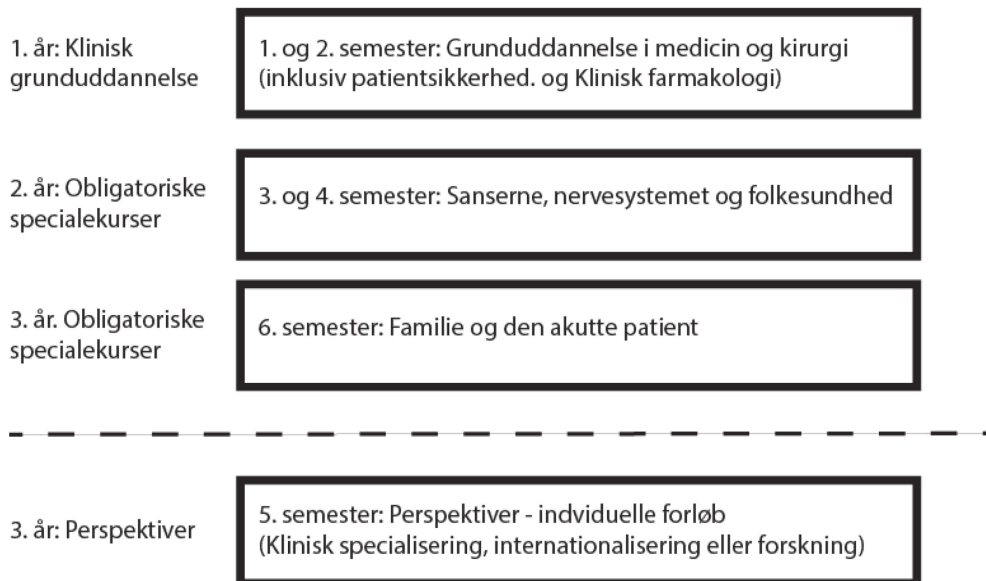 1. år: Klinisk
grunduddannelse
1. og 2. semester: Grunduddannelse i medicin og kirurgi
(inklusiv patientsikkerhed. og Klinisk farmakologi)
2. år: Obligatoriske
specialekurser
3. og 4. semester: Sanserne, nervesystemet og folkesundhed
3. år. Obligatoriske
specialekurser
6. semester: Familie og den akutte patient
3. år: Perspektiver
5. semester: Perspektiver - indviduelle forløb
(Klinisk specialisering, internationalisering eller forskning)